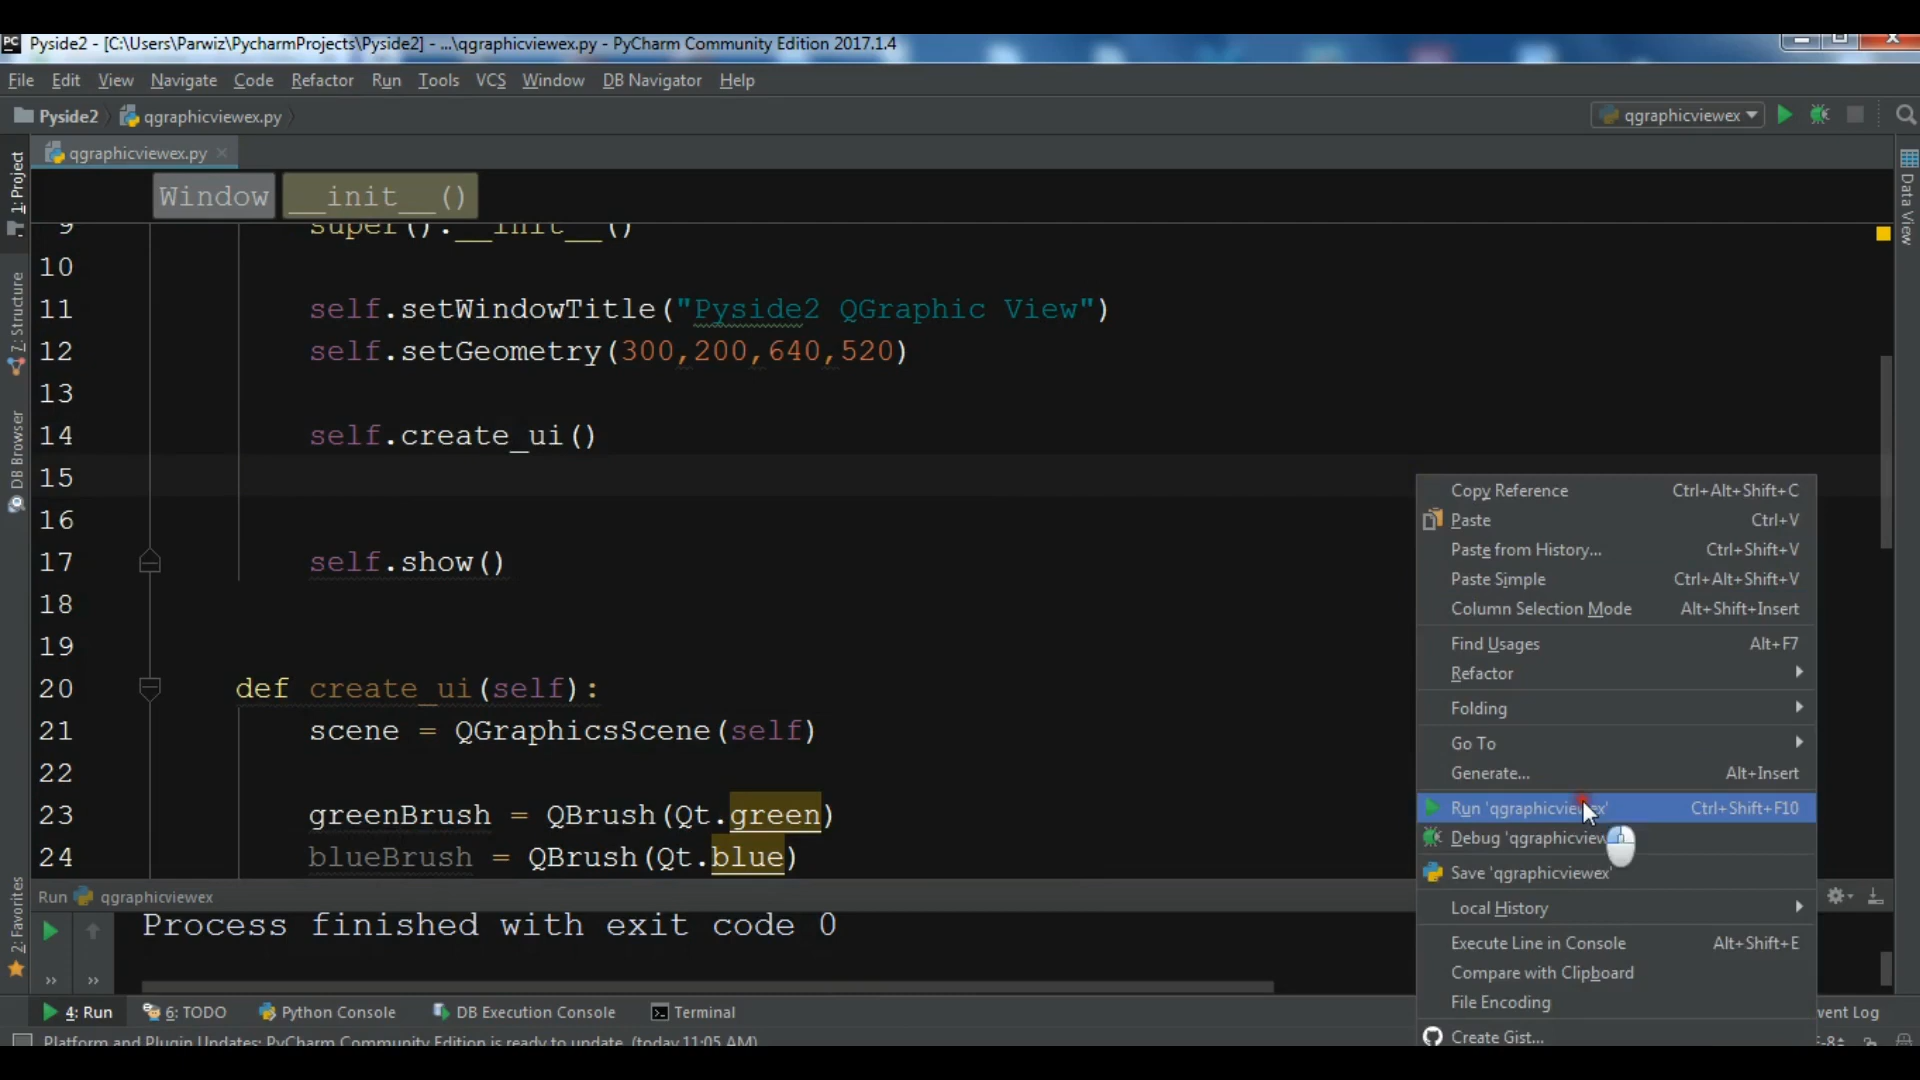 Pyside2 - [C:\Users\Parwiz\PycharmProjects\Pyside2] - ...\qgraphicviewex.py - PyCharm Community Edition 2017.1.4
File Edit View Navigate Code Refactor Run Tools VCS Window DB Navigator Help
Pyside2 qgraphicviewex.py
qgraphicviewex
qgraphicviewex.py
1: Project
7: Structure
DB Browser
2: Favorites
Data View
Window __init__()
9 super().__init__()
10
11 self.setWindowTitle("Pyside2 QGraphic View")
12 self.setGeometry(300,200,640,520)
13
14 self.create_ui()
15
16
17 self.show()
18
19
20 def create_ui(self):
21 scene = QGraphicsScene(self)
22
23 greenBrush = QBrush(Qt.green)
24 blueBrush = QBrush(Qt.blue)
Copy Reference Ctrl+Alt+Shift+C
Paste Ctrl+V
Paste from History... Ctrl+Shift+V
Paste Simple Ctrl+Alt+Shift+V
Column Selection Mode Alt+Shift+Insert
Find Usages Alt+F7
Refactor
Folding
Go To
Generate... Alt+Insert
Run 'qgraphicviewex' Ctrl+Shift+F10
Debug 'qgraphicview
Save 'qgraphicviewex'
Local History
Execute Line in Console Alt+Shift+E
Compare with Clipboard
File Encoding
Create Gist...
Run qgraphicviewex
Process finished with exit code 0
4: Run 6: TODO Python Console DB Execution Console Terminal vent Log
Platform and Plugin Updates: PyCharm Community Edition is ready to update. (today 11:05 AM)